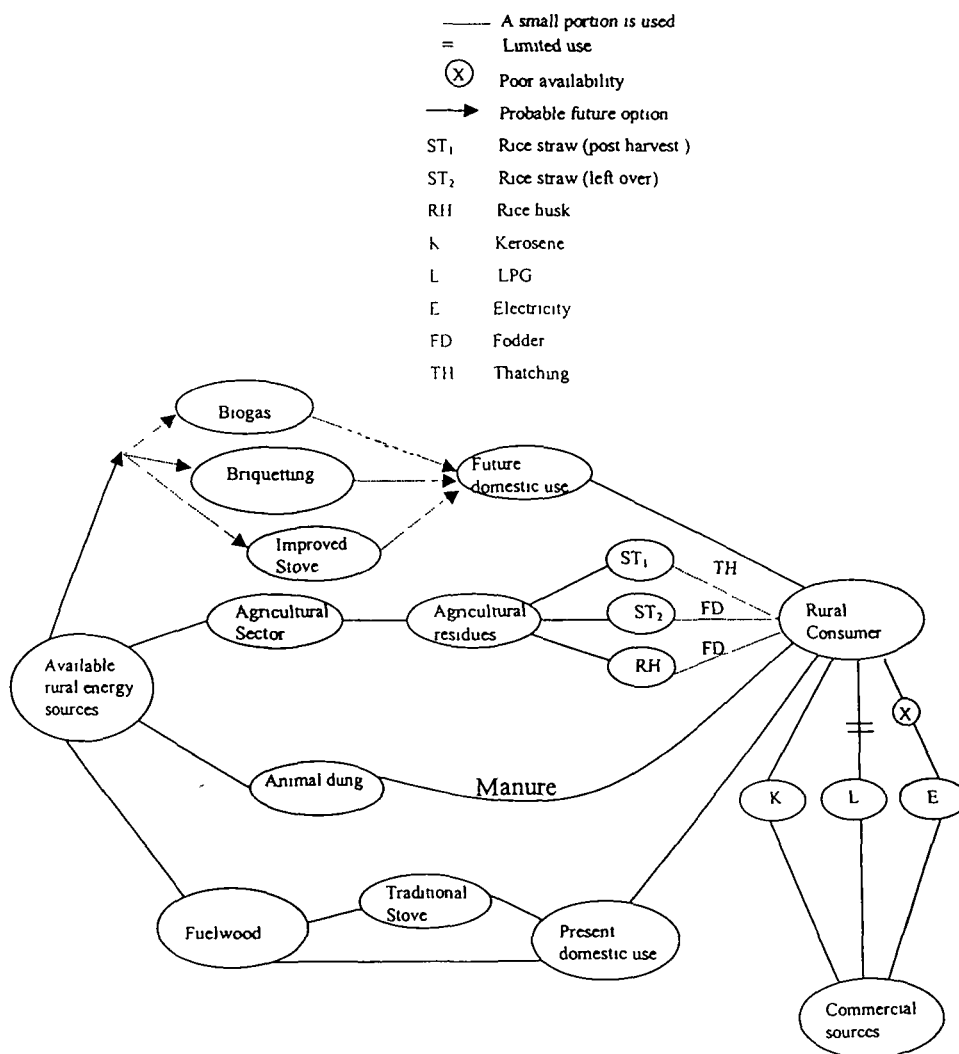 A small portion is used
= Limited use
X Poor availability
Probable future option
ST₁ Rice straw (post harvest )
ST₂ Rice straw (left over)
RH Rice husk
K Kerosene
L LPG
E Electricity
FD Fodder
TH Thatching
Biogas
Briquetting
Improved
Stove
Future
domestic use
Agricultural
Sector
Agricultural
residues
ST₁
TH
ST₂
FD
RH
FD
Rural
Consumer
Available
rural energy
sources
Animal dung
Manure
X
K
L
E
Fuelwood
Traditional
Stove
Present
domestic use
Commercial
sources